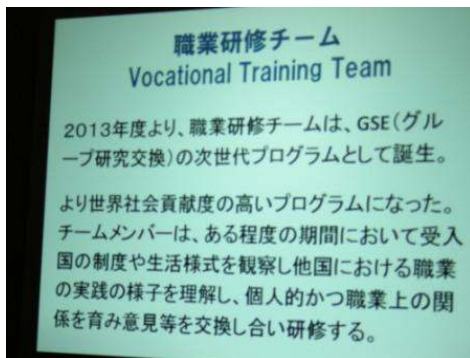 職業研修チーム
Vocational Training Team
2013年度より、職業研修チームは、GSE(グル
ープ研究交換)の次世代プログラムとして誕生。
より世界社会貢献度の高いプログラムになった。
チームメンバーは、ある程度の期間において受入
国の制度や生活様式を観察し他国における職業
の実践の様子を理解し、個人的かつ職業上の関
係を育み意見等を交換し合い研修する。